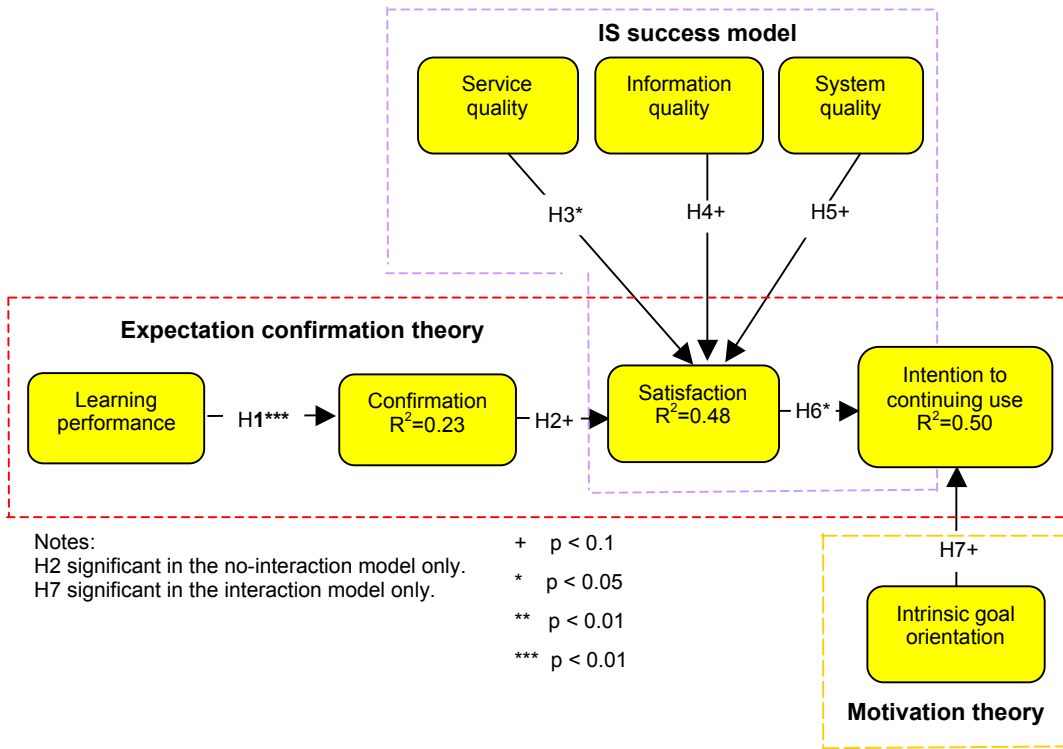 IS success model
Service
quality
Information
quality
System
quality
H3*
H4+
H5+
Expectation confirmation theory
Learning
performance
H1***
Confirmation
R²=0.23
H2+
Satisfaction
R²=0.48
H6*
Intention to
continuing use
R²=0.50
Notes:
H2 significant in the no-interaction model only.
H7 significant in the interaction model only.
+ p < 0.1
* p < 0.05
** p < 0.01
*** p < 0.01
H7+
Intrinsic goal
orientation
Motivation theory